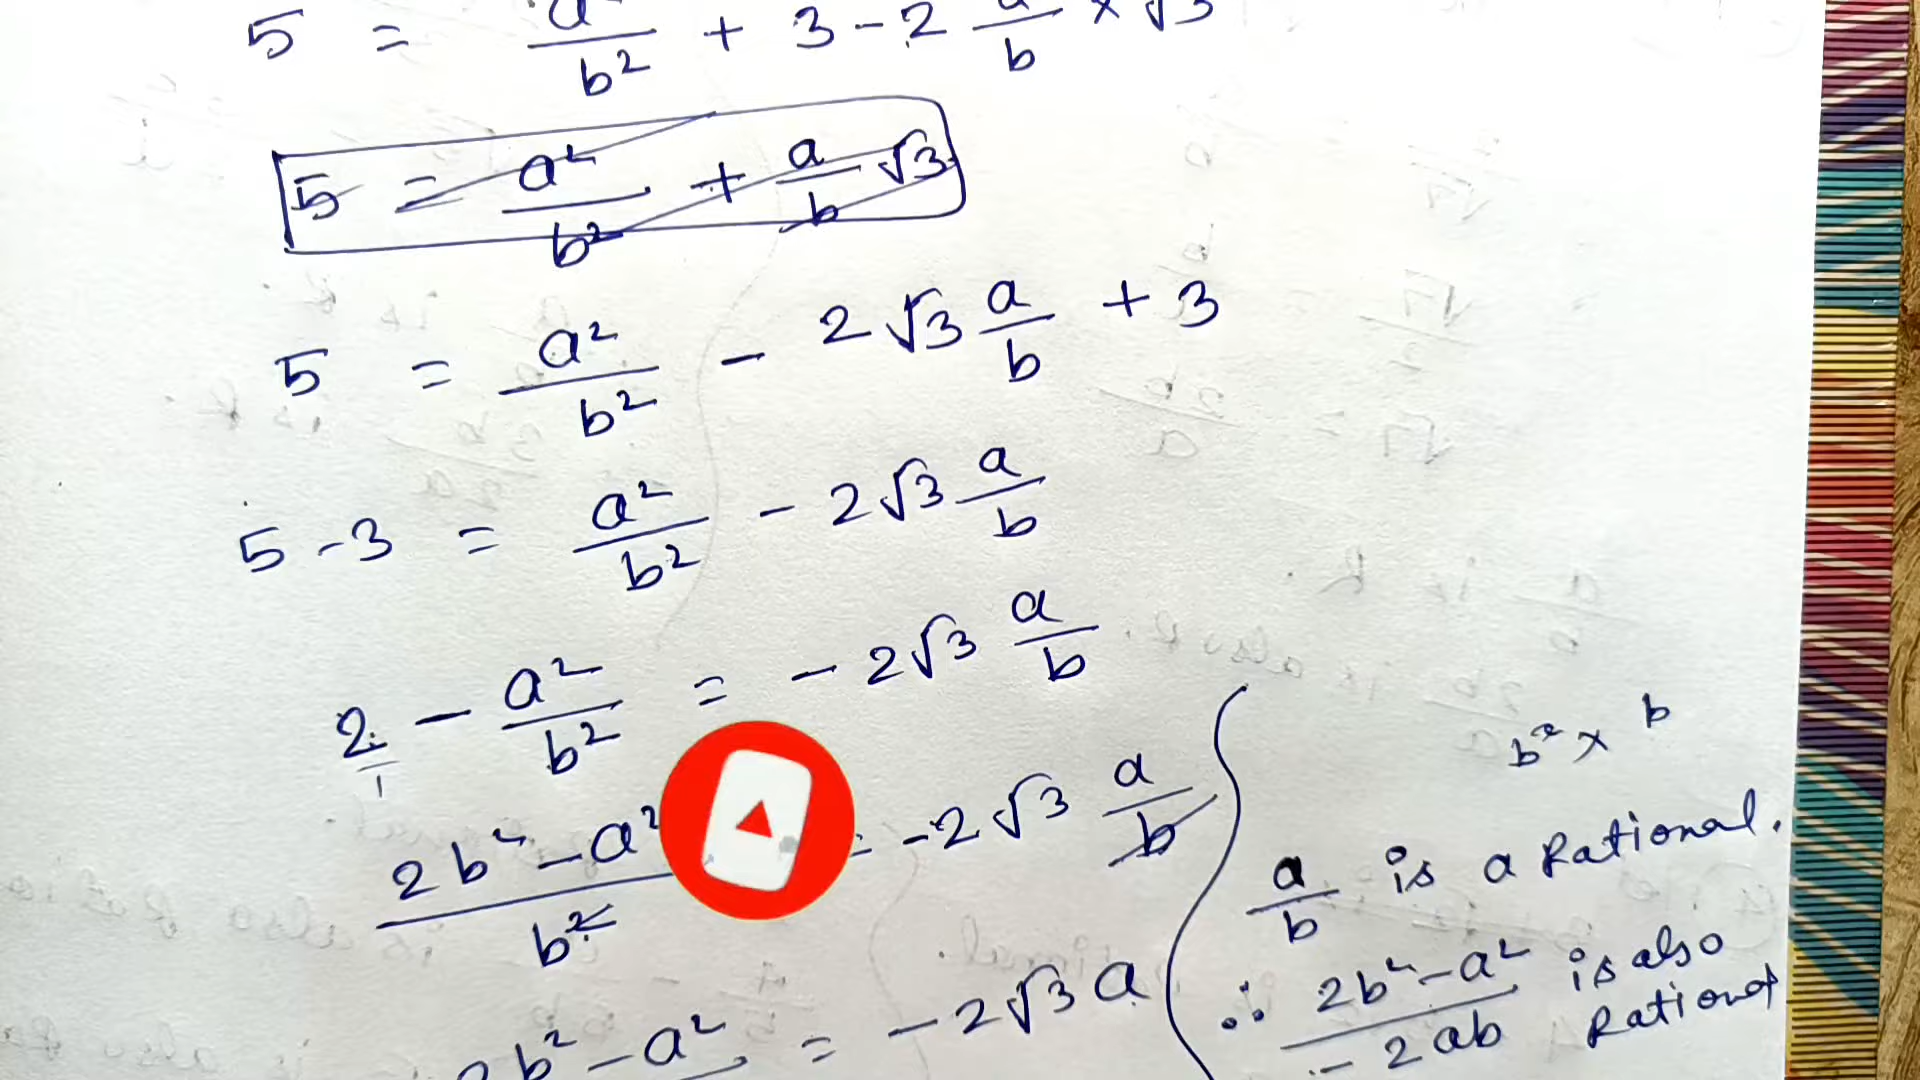 5 = a²/b² + 3 - 2 a/b × √3
5 = a²/b² + a/b √3
5 = a²/b² - 2√3 a/b + 3
5 - 3 = a²/b² - 2√3 a/b
2/1 - a²/b² = - 2√3 a/b
2b² - a² / b² = - 2√3 a/b
2b² - a² = - 2√3 a
b² × b
a/b is a Rational.
∴ 2b² - a² / - 2ab is also Rational